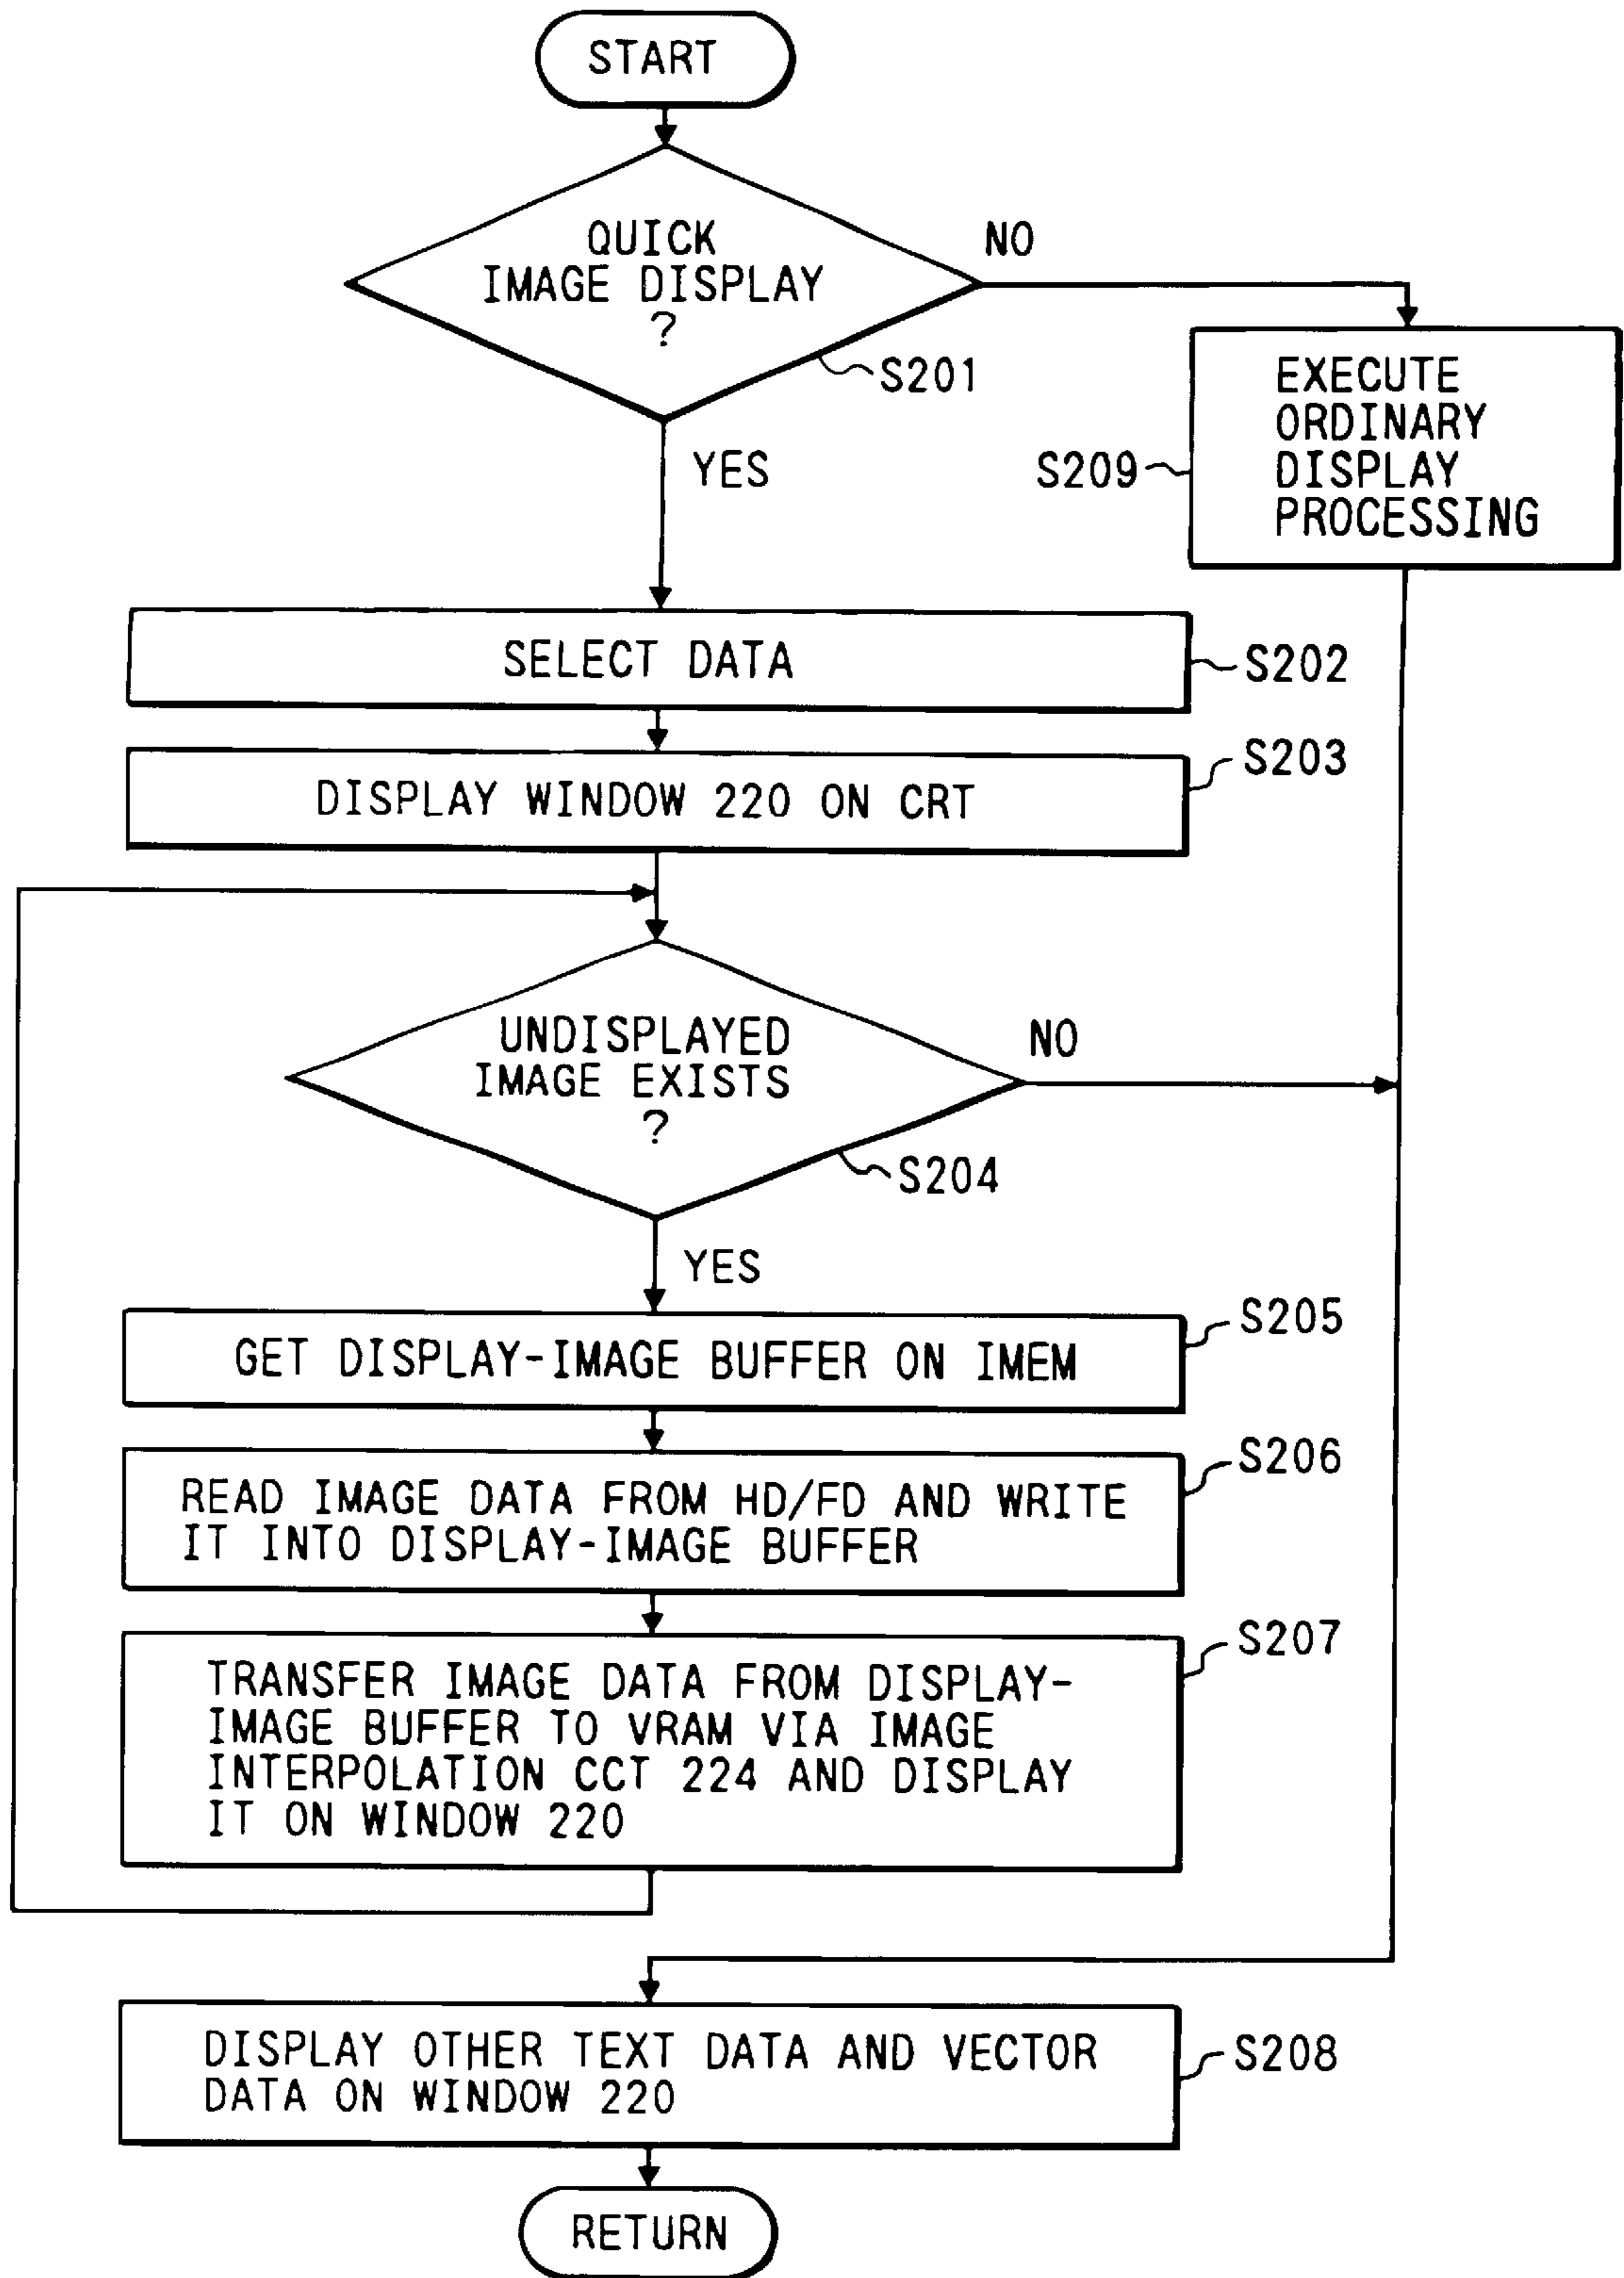 START
QUICK
IMAGE DISPLAY
?
NO
S201
YES
EXECUTE
ORDINARY
DISPLAY
PROCESSING
S209
SELECT DATA
S202
DISPLAY WINDOW 220 ON CRT
S203
UNDISPLAYED
IMAGE EXISTS
?
NO
S204
YES
GET DISPLAY-IMAGE BUFFER ON IMEM
S205
READ IMAGE DATA FROM HD/FD AND WRITE
IT INTO DISPLAY-IMAGE BUFFER
S206
TRANSFER IMAGE DATA FROM DISPLAY-
IMAGE BUFFER TO VRAM VIA IMAGE
INTERPOLATION CCT 224 AND DISPLAY
IT ON WINDOW 220
S207
DISPLAY OTHER TEXT DATA AND VECTOR
DATA ON WINDOW 220
S208
RETURN